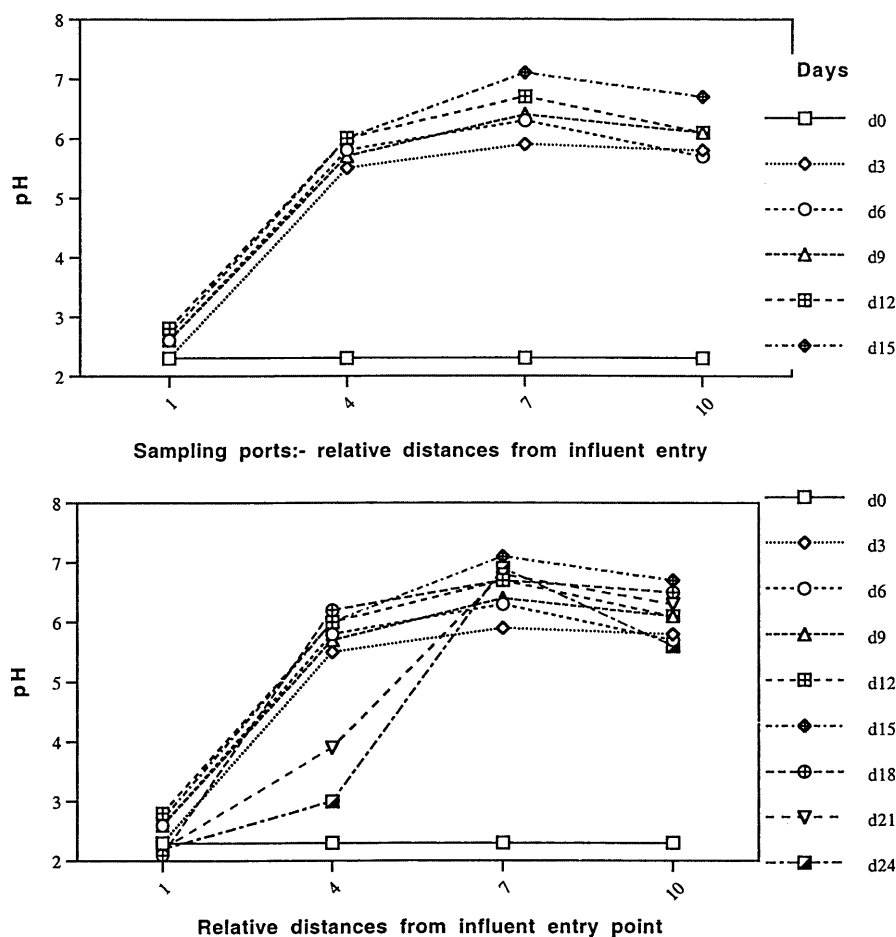 8
7
6
5
4
3
2
pH
1
4
7
10
Sampling ports:- relative distances from influent entry
Days
d0
d3
d6
d9
d12
d15
8
7
6
5
4
3
2
pH
1
4
7
10
Relative distances from influent entry point
d0
d3
d6
d9
d12
d15
d18
d21
d24